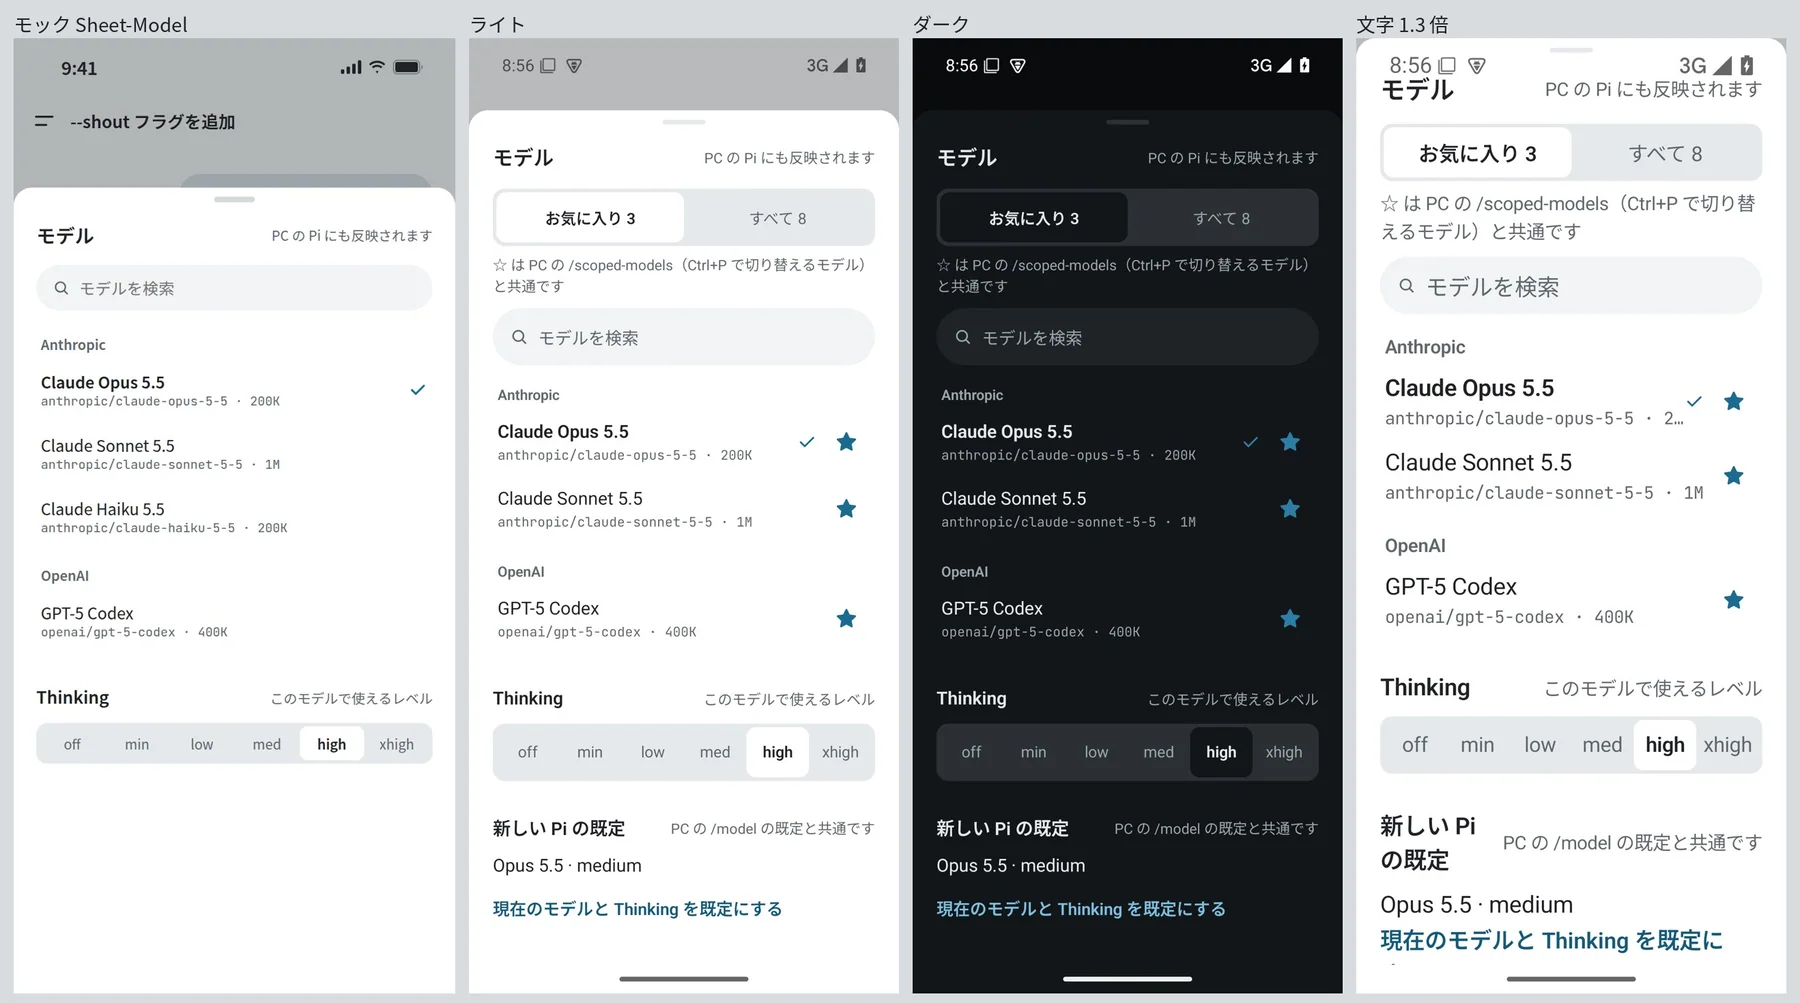 モック Sheet-Model
9:41
--shout フラグを追加
モデル
PC の Pi にも反映されます
モデルを検索
Anthropic
Claude Opus 5.5
anthropic/claude-opus-5-5 · 200K
Claude Sonnet 5.5
anthropic/claude-sonnet-5-5 · 1M
Claude Haiku 5.5
anthropic/claude-haiku-5-5 · 200K
OpenAI
GPT-5 Codex
openai/gpt-5-codex · 400K
Thinking
このモデルで使えるレベル
off min low med high xhigh
ライト
8:56
3G
モデル
PC の Pi にも反映されます
お気に入り 3
すべて 8
☆ は PC の /scoped-models（Ctrl+P で切り替えるモデル）
と共通です
モデルを検索
Anthropic
Claude Opus 5.5
anthropic/claude-opus-5-5 · 200K
Claude Sonnet 5.5
anthropic/claude-sonnet-5-5 · 1M
OpenAI
GPT-5 Codex
openai/gpt-5-codex · 400K
Thinking
このモデルで使えるレベル
off min low med high xhigh
新しい Pi の既定
PC の /model の既定と共通です
Opus 5.5 · medium
現在のモデルと Thinking を既定にする
ダーク
8:56
3G
モデル
PC の Pi にも反映されます
お気に入り 3
すべて 8
☆ は PC の /scoped-models（Ctrl+P で切り替えるモデル）
と共通です
モデルを検索
Anthropic
Claude Opus 5.5
anthropic/claude-opus-5-5 · 200K
Claude Sonnet 5.5
anthropic/claude-sonnet-5-5 · 1M
OpenAI
GPT-5 Codex
openai/gpt-5-codex · 400K
Thinking
このモデルで使えるレベル
off min low med high xhigh
新しい Pi の既定
PC の /model の既定と共通です
Opus 5.5 · medium
現在のモデルと Thinking を既定にする
文字 1.3 倍
8:56
3G
モデル
PC の Pi にも反映されます
お気に入り 3
すべて 8
☆ は PC の /scoped-models（Ctrl+P で切り替
えるモデル）と共通です
モデルを検索
Anthropic
Claude Opus 5.5
anthropic/claude-opus-5-5 · 2…
Claude Sonnet 5.5
anthropic/claude-sonnet-5-5 · 1M
OpenAI
GPT-5 Codex
openai/gpt-5-codex · 400K
Thinking
このモデルで使えるレベル
off min low med high xhigh
新しい Pi
の既定
PC の /model の既定と共通です
Opus 5.5 · medium
現在のモデルと Thinking を既定に